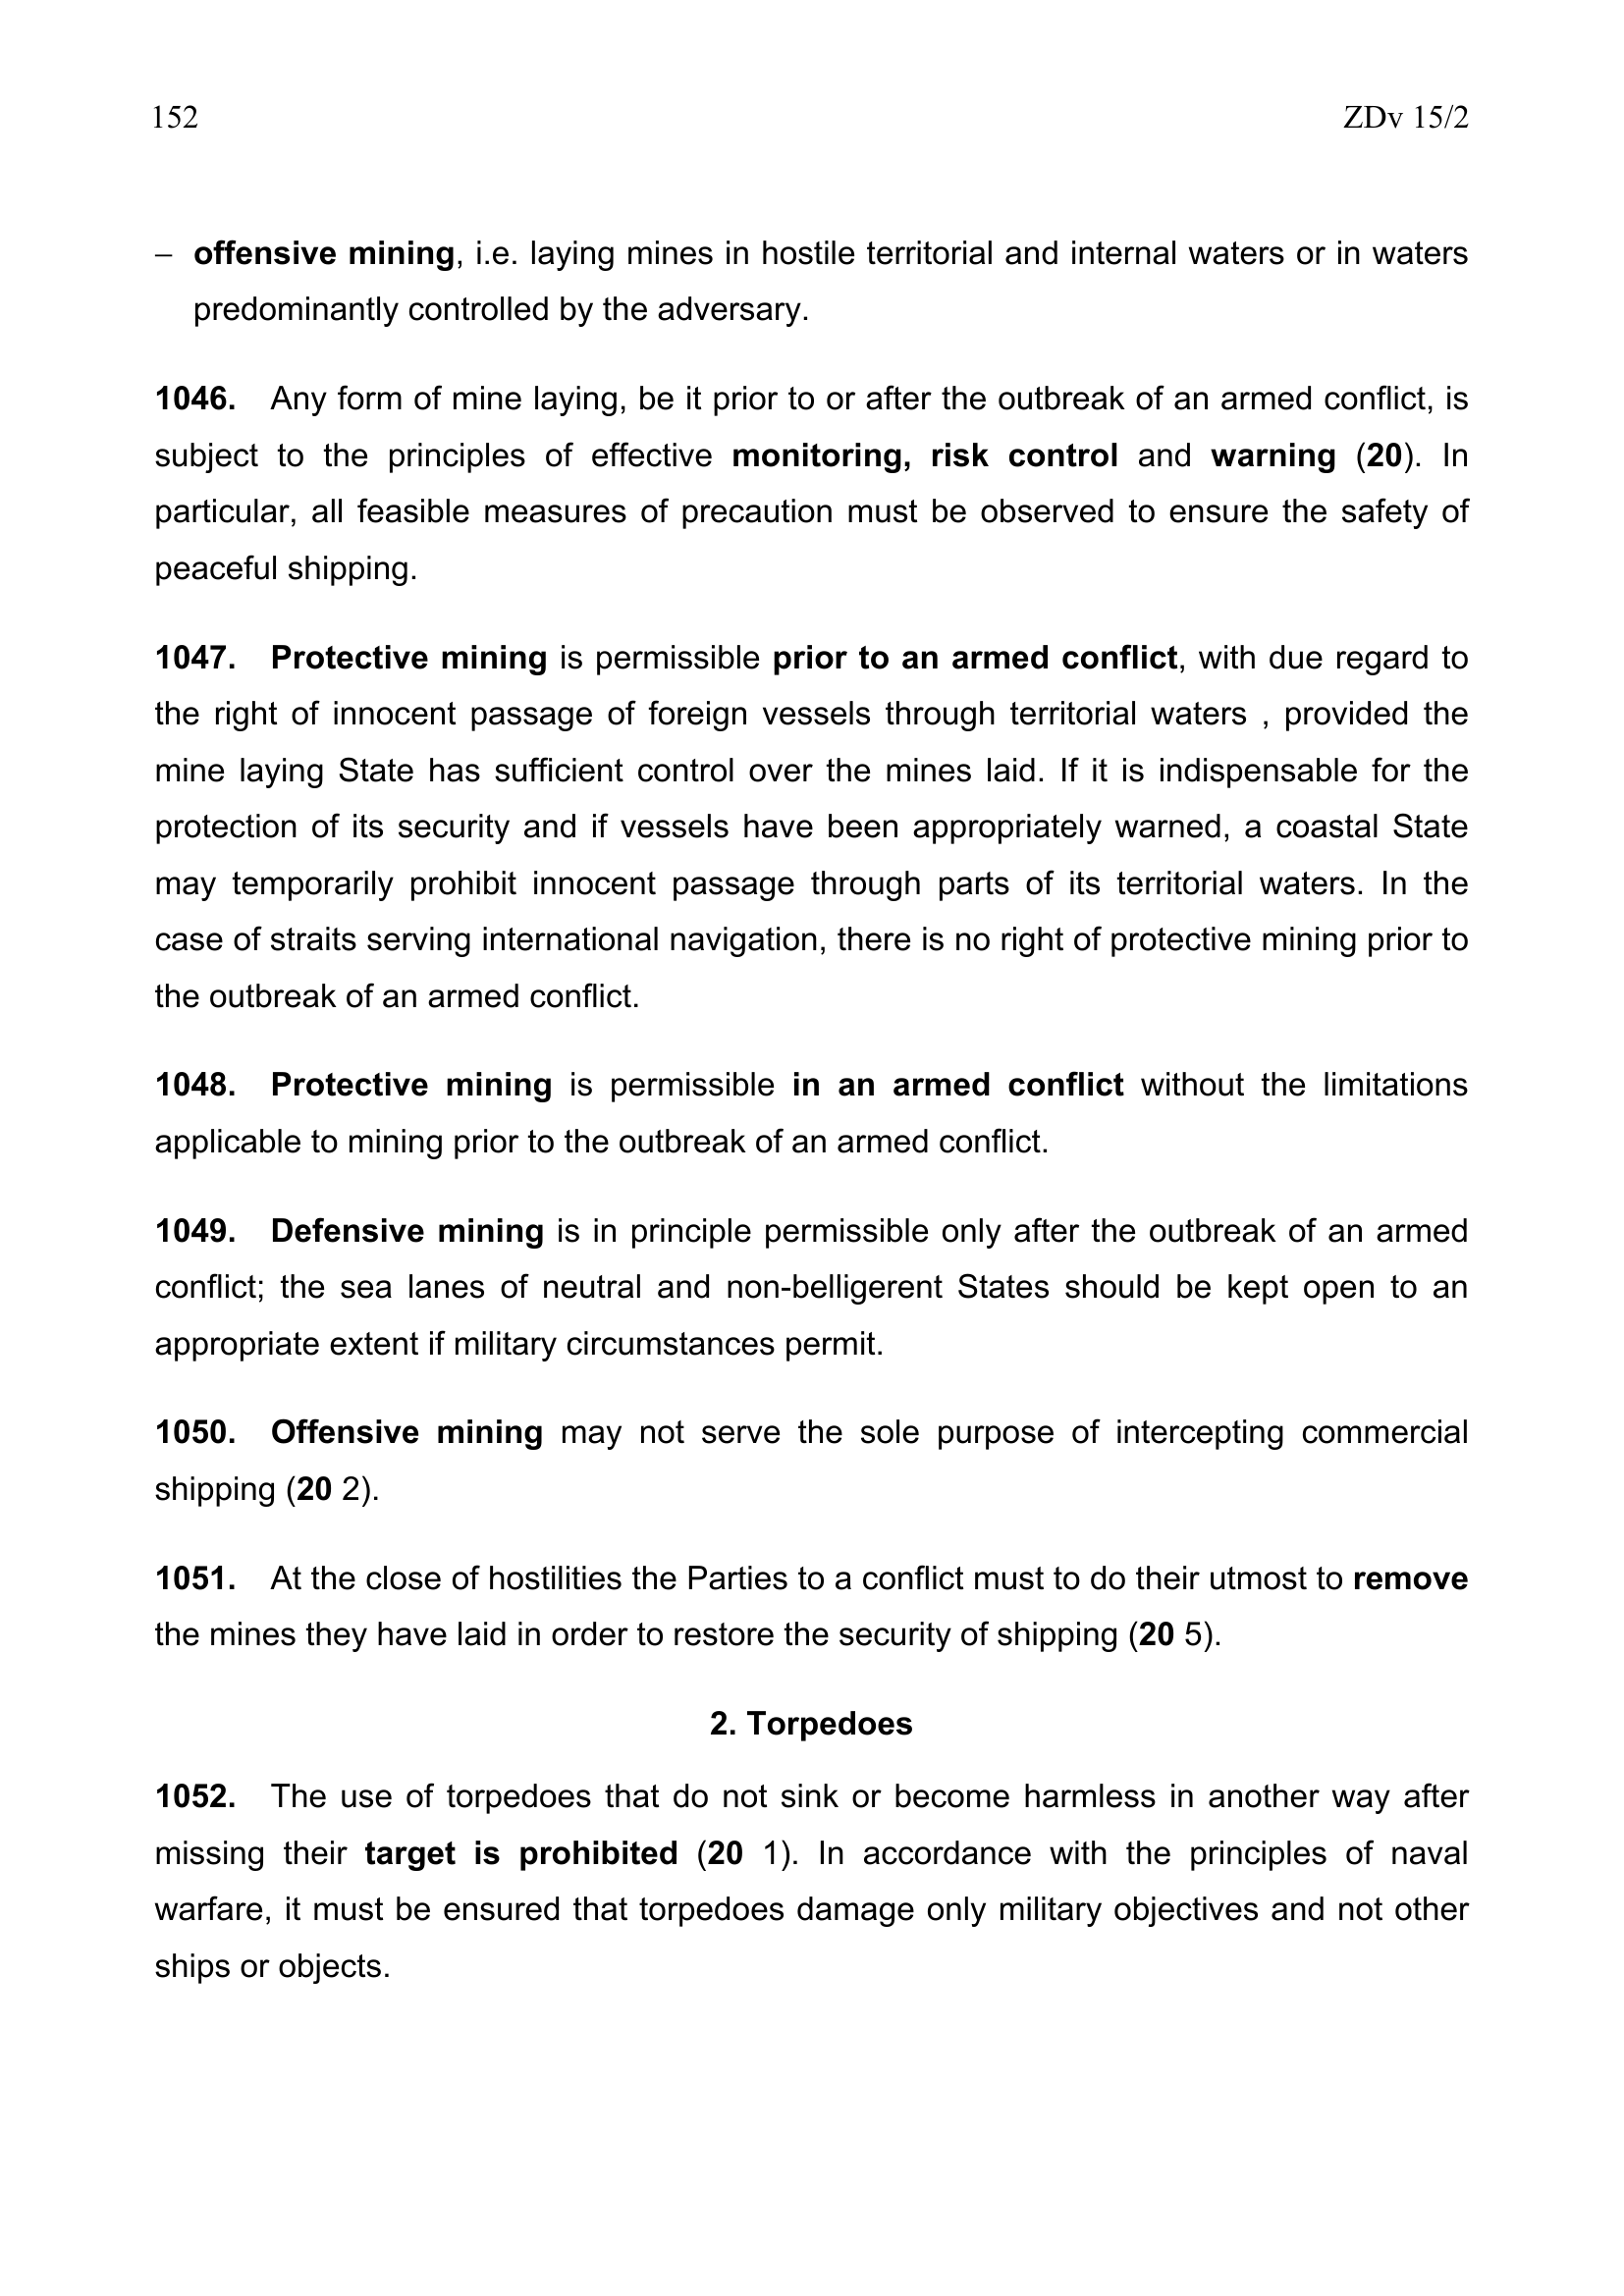 152 ZDv 15/2
– offensive mining, i.e. laying mines in hostile territorial and internal waters or in waters
predominantly controlled by the adversary.
1046. Any form of mine laying, be it prior to or after the outbreak of an armed conflict, is
subject to the principles of effective monitoring, risk control and warning (20). In
particular, all feasible measures of precaution must be observed to ensure the safety of
peaceful shipping.
1047. Protective mining is permissible prior to an armed conflict, with due regard to
the right of innocent passage of foreign vessels through territorial waters , provided the
mine laying State has sufficient control over the mines laid. If it is indispensable for the
protection of its security and if vessels have been appropriately warned, a coastal State
may temporarily prohibit innocent passage through parts of its territorial waters. In the
case of straits serving international navigation, there is no right of protective mining prior to
the outbreak of an armed conflict.
1048. Protective mining is permissible in an armed conflict without the limitations
applicable to mining prior to the outbreak of an armed conflict.
1049. Defensive mining is in principle permissible only after the outbreak of an armed
conflict; the sea lanes of neutral and non-belligerent States should be kept open to an
appropriate extent if military circumstances permit.
1050. Offensive mining may not serve the sole purpose of intercepting commercial
shipping (20 2).
1051. At the close of hostilities the Parties to a conflict must to do their utmost to remove
the mines they have laid in order to restore the security of shipping (20 5).
2. Torpedoes
1052. The use of torpedoes that do not sink or become harmless in another way after
missing their target is prohibited (20 1). In accordance with the principles of naval
warfare, it must be ensured that torpedoes damage only military objectives and not other
ships or objects.